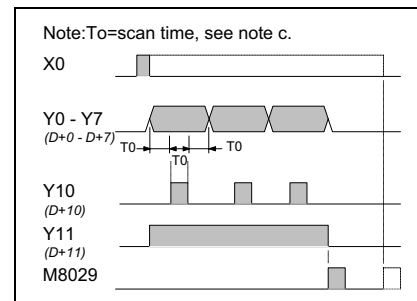 Note:To=scan time, see note c.
X0
Y0 - Y7
(D+0 - D+7)
T0
T0
T0
Y10
(D+10)
Y11
(D+11)
M8029